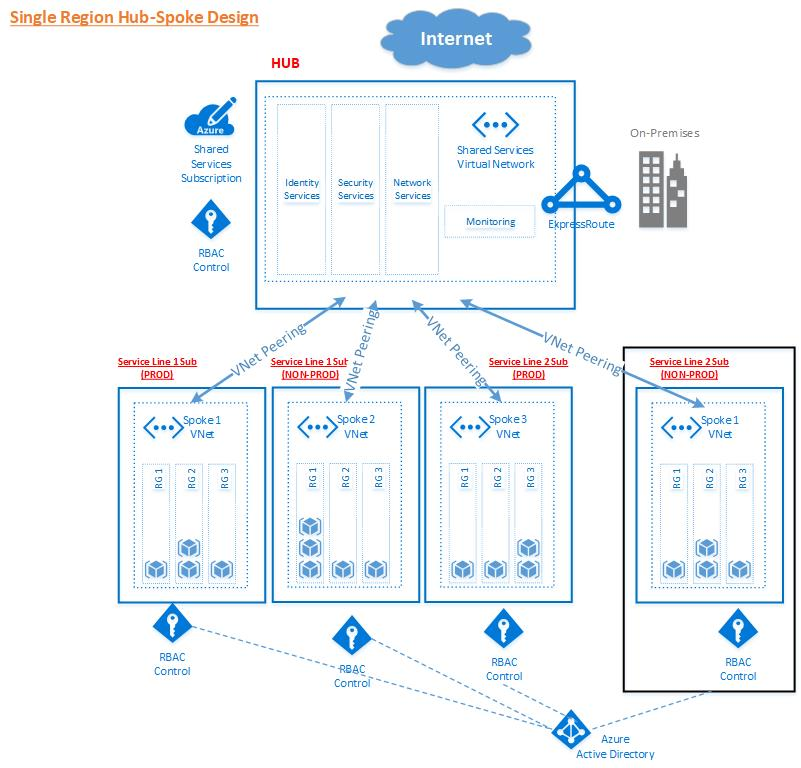 Single Region Hub-Spoke Design
Internet
HUB
Azure
Shared
Services
Subscription
RBAC
Control
Identity
Services
Security
Services
Network
Services
Shared Services
Virtual Network
Monitoring
ExpressRoute
On-Premises
VNet Peering
VNet Peering
VNet Peering
VNet Peering
Service Line 1 Sub
(PROD)
Service Line 1 Sub
(NON-PROD)
Service Line 2 Sub
(PROD)
Service Line 2 Sub
(NON-PROD)
Spoke 1
VNet
RG 1
RG 2
RG 3
Spoke 2
VNet
RG 1
RG 2
RG 3
Spoke 3
VNet
RG 1
RG 2
RG 3
Spoke 1
VNet
RG 1
RG 2
RG 3
RBAC
Control
RBAC
Control
RBAC
Control
RBAC
Control
Azure
Active Directory